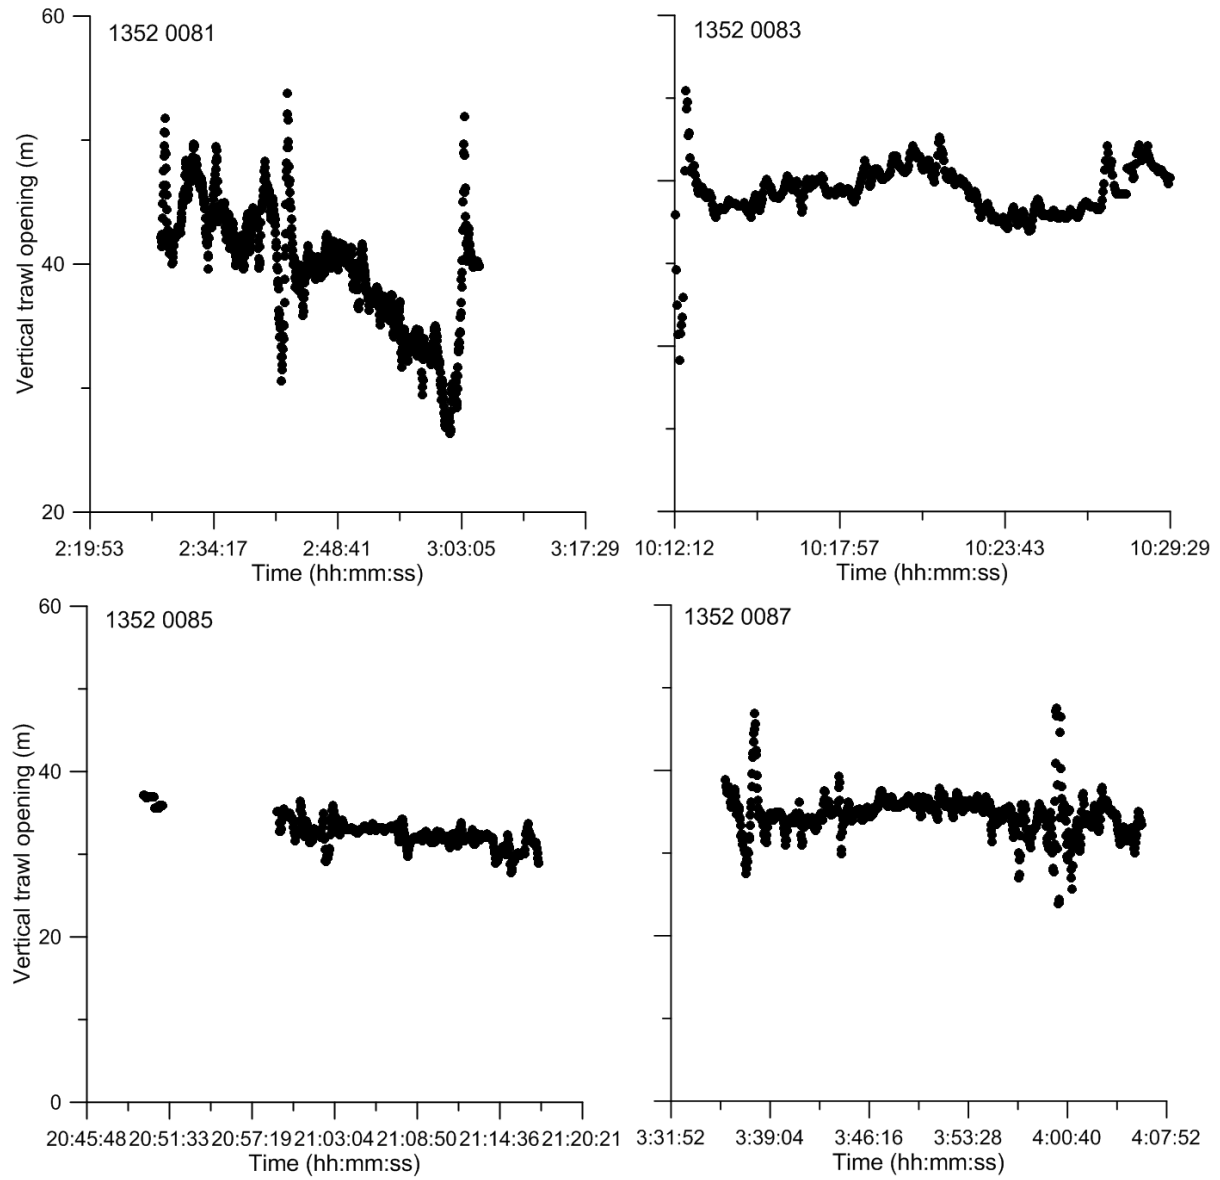 60
1352 0081
1352 0083
Vertical trawl opening (m)
40
20
2:19:53 2:34:17 2:48:41 3:03:05 3:17:29
10:12:12 10:17:57 10:23:43 10:29:29
Time (hh:mm:ss)
Time (hh:mm:ss)
60
1352 0085
1352 0087
Vertical trawl opening (m)
40
20
0
20:45:48 20:51:33 20:57:19 21:03:04 21:08:50 21:14:36 21:20:21
3:31:52 3:39:04 3:46:16 3:53:28 4:00:40 4:07:52
Time (hh:mm:ss)
Time (hh:mm:ss)